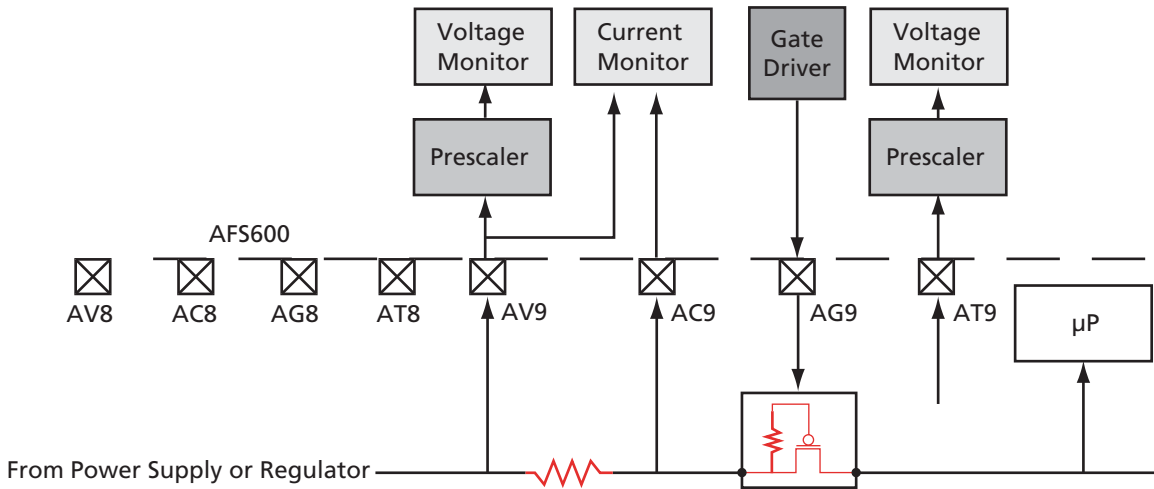 Voltage
Monitor
Current
Monitor
Gate
Driver
Voltage
Monitor
Prescaler
Prescaler
AFS600
AV8
AC8
AG8
AT8
AV9
AC9
AG9
AT9
µP
From Power Supply or Regulator